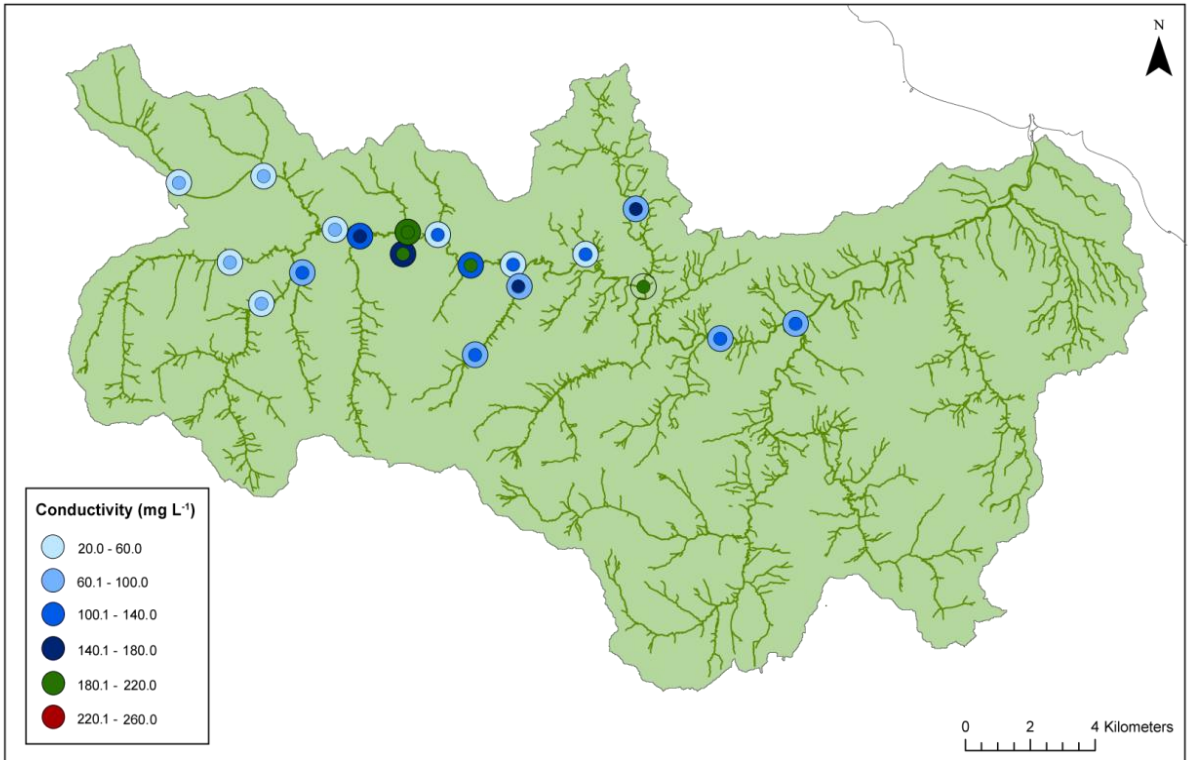 N
Conductivity (mg L-1)
20.0 - 60.0
60.1 - 100.0
100.1 - 140.0
140.1 - 180.0
180.1 - 220.0
220.1 - 260.0
0 2 4 Kilometers